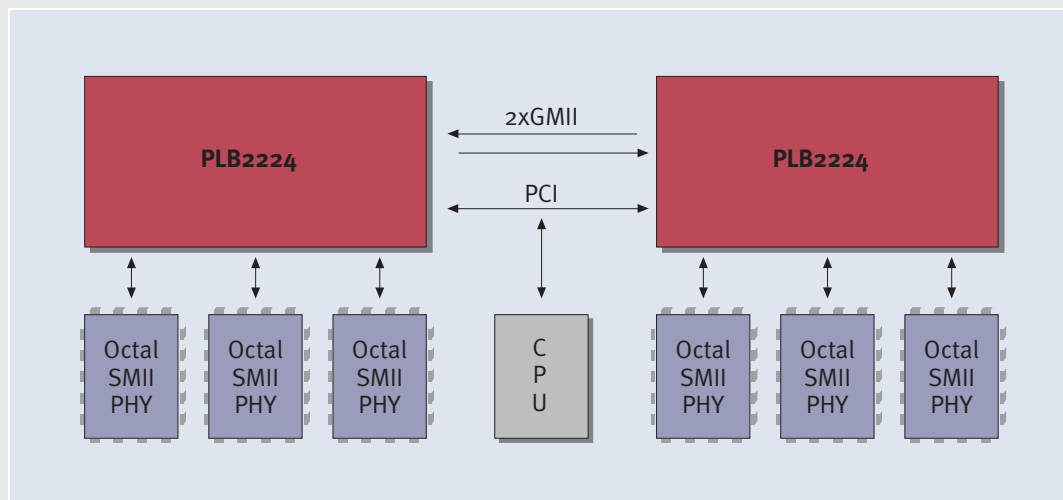 PLB2224
2xGMII
PCI
PLB2224
Octal
SMII
PHY
Octal
SMII
PHY
Octal
SMII
PHY
C
P
U
Octal
SMII
PHY
Octal
SMII
PHY
Octal
SMII
PHY